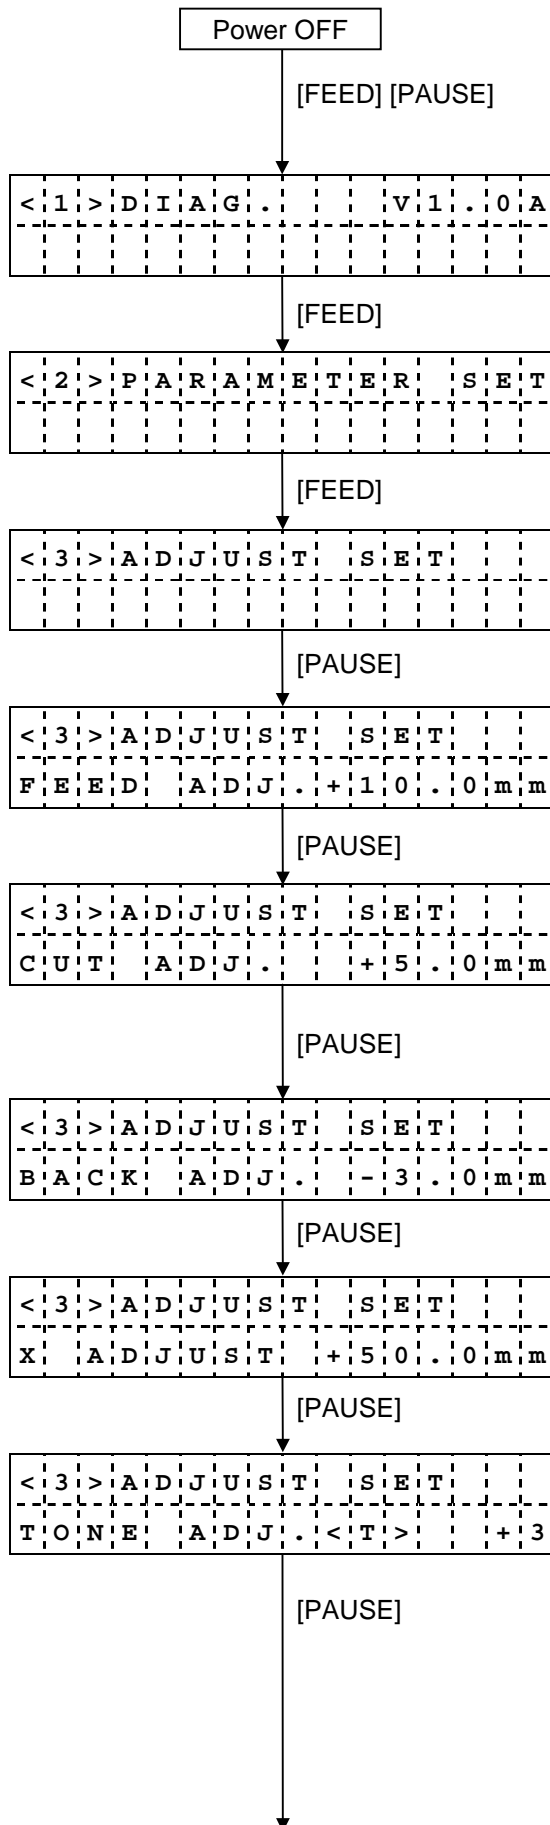 Power OFF
[FEED] [PAUSE]
<1>DIAG.    V1.0A
[FEED]
<2>PARAMETER SET
[FEED]
<3>ADJUST SET
[PAUSE]
<3>ADJUST SET
FEED ADJ.+10.0mm
[PAUSE]
<3>ADJUST SET
CUT ADJ.  +5.0mm
[PAUSE]
<3>ADJUST SET
BACK ADJ. -3.0mm
[PAUSE]
<3>ADJUST SET
X ADJUST +50.0mm
[PAUSE]
<3>ADJUST SET
TONE ADJ.<T>  +3
[PAUSE]